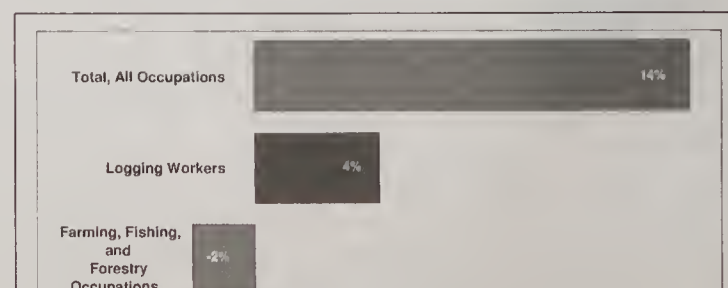 Total, All Occupations
14%
Logging Workers
4%
Farming, Fishing,
and
-2%
Forestry
Occupations